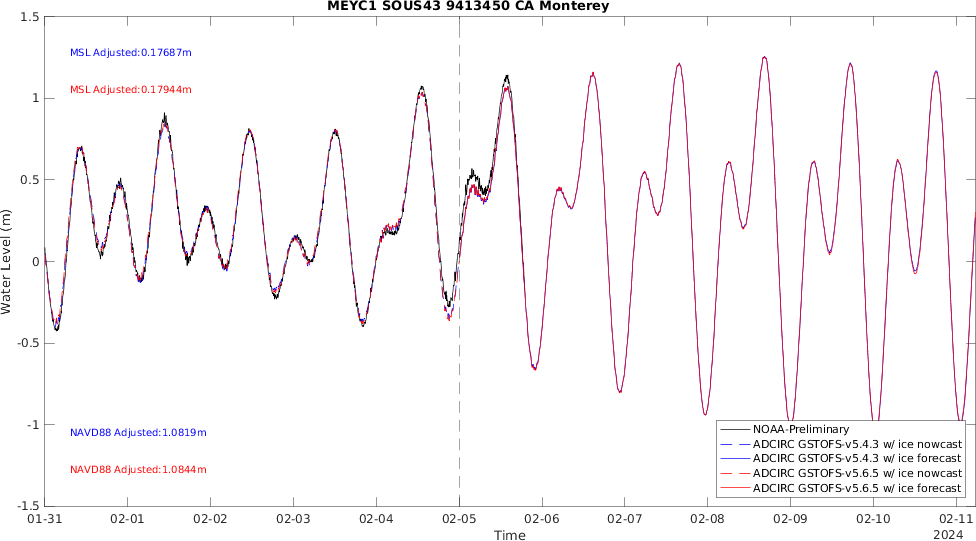 MEYC1 SOUS43 9413450 CA Monterey
1.5
1
0.5
0
-0.5
-1
-1.5
Water Level (m)
MSL Adjusted:0.17687m
MSL Adjusted:0.17944m
NAVD88 Adjusted:1.0819m
NAVD88 Adjusted:1.0844m
NOAA-Preliminary
ADCIRC GSTOFS-v5.4.3 w/ ice nowcast
ADCIRC GSTOFS-v5.4.3 w/ ice forecast
ADCIRC GSTOFS-v5.6.5 w/ ice nowcast
ADCIRC GSTOFS-v5.6.5 w/ ice forecast
01-31 02-01 02-02 02-03 02-04 02-05 02-06 02-07 02-08 02-09 02-10 02-11
Time
2024